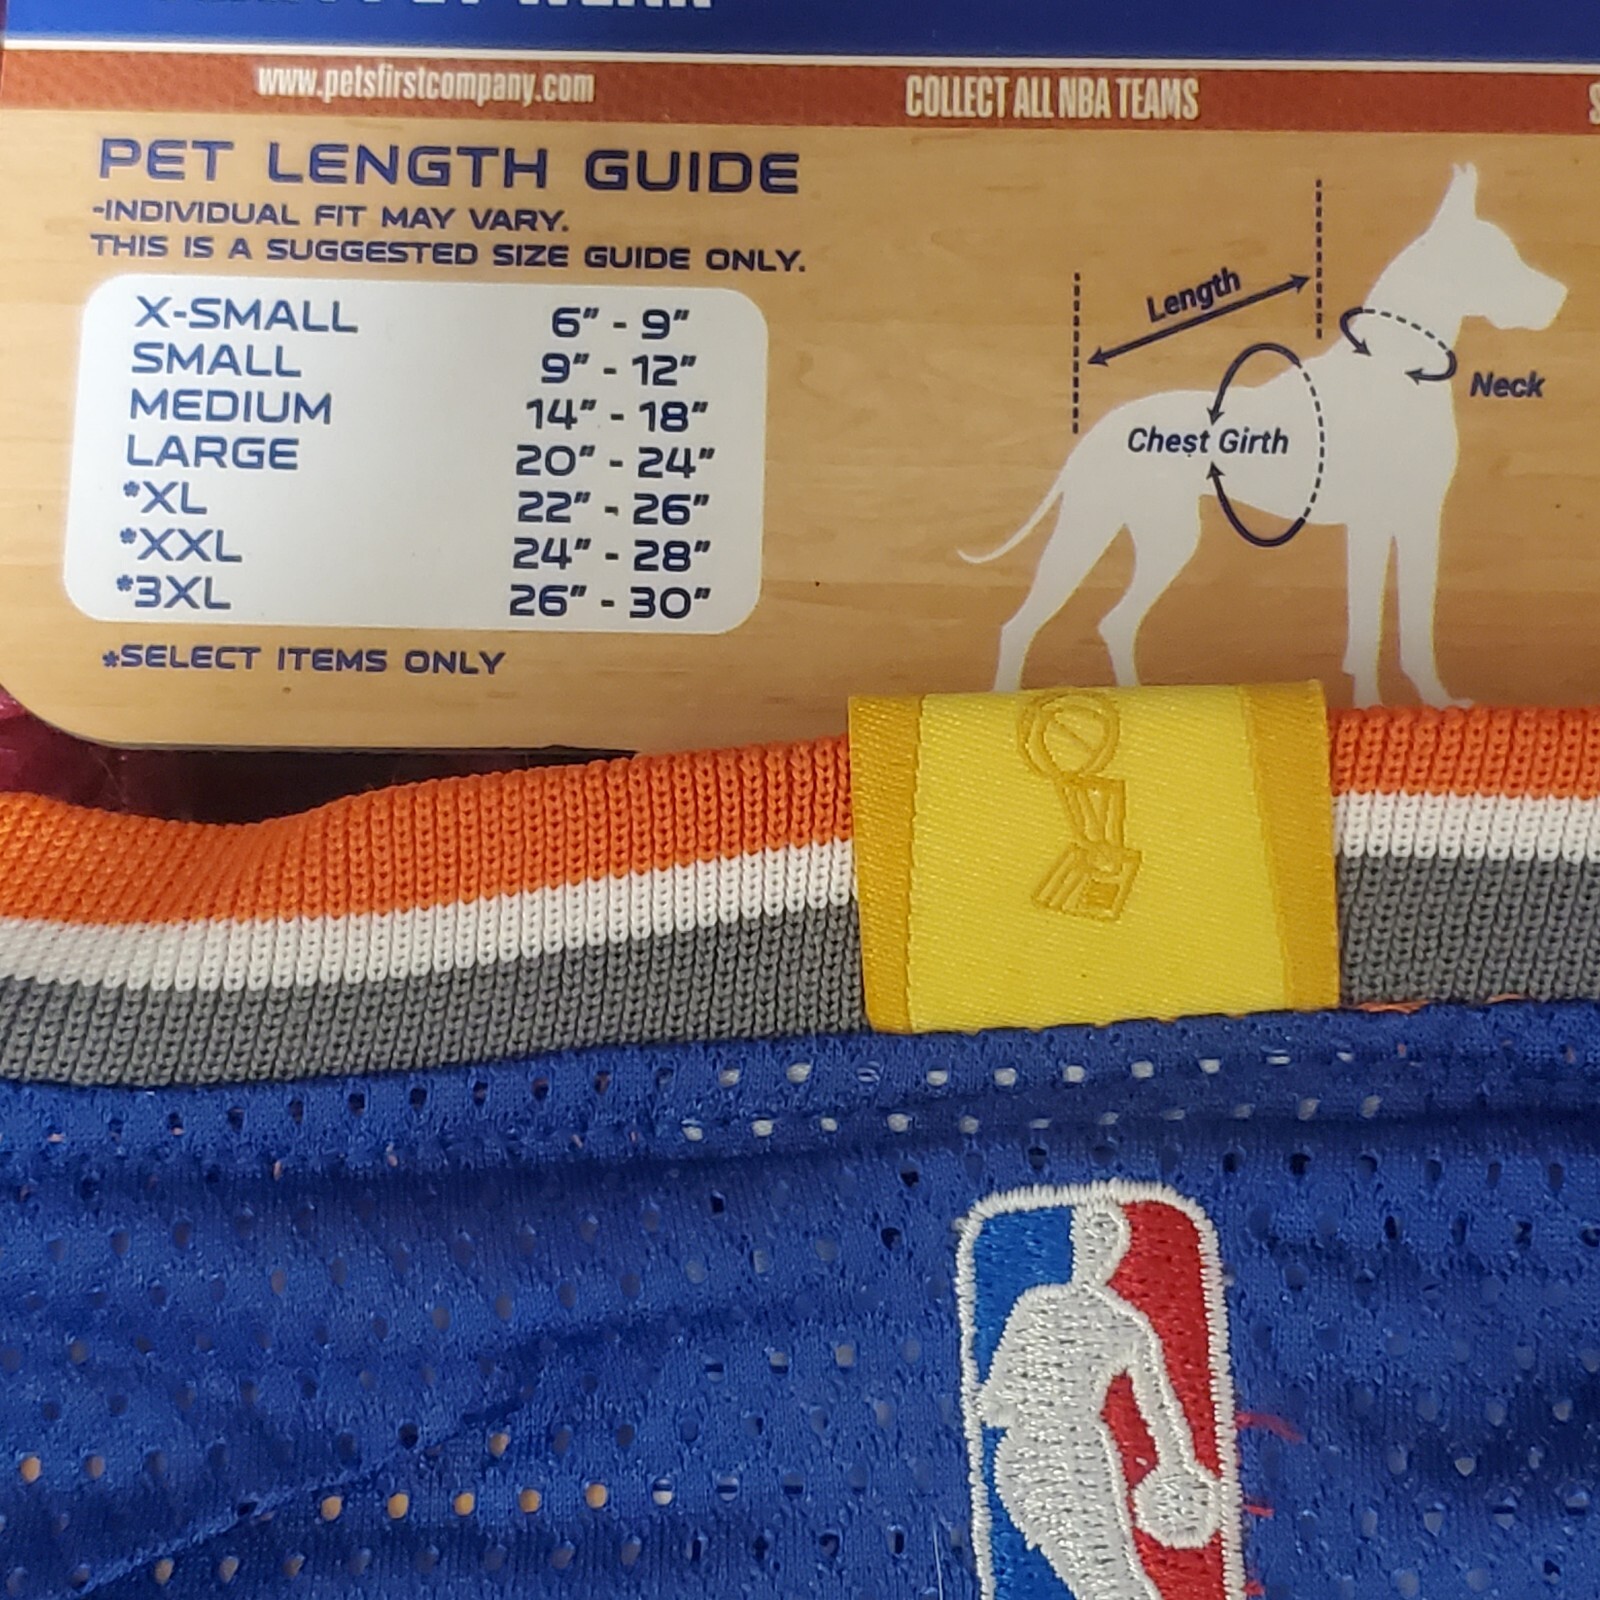 PET WEAR
www.petsfirstcompany.com
COLLECT ALL NBA TEAMS
PET LENGTH GUIDE
-INDIVIDUAL FIT MAY VARY.
THIS IS A SUGGESTED SIZE GUIDE ONLY.
X-SMALL 6" - 9"
SMALL 9" - 12"
MEDIUM 14" - 18"
LARGE 20" - 24"
*XL 22" - 26"
*XXL 24" - 28"
*3XL 26" - 30"
*SELECT ITEMS ONLY
Length
Neck
Chest Girth